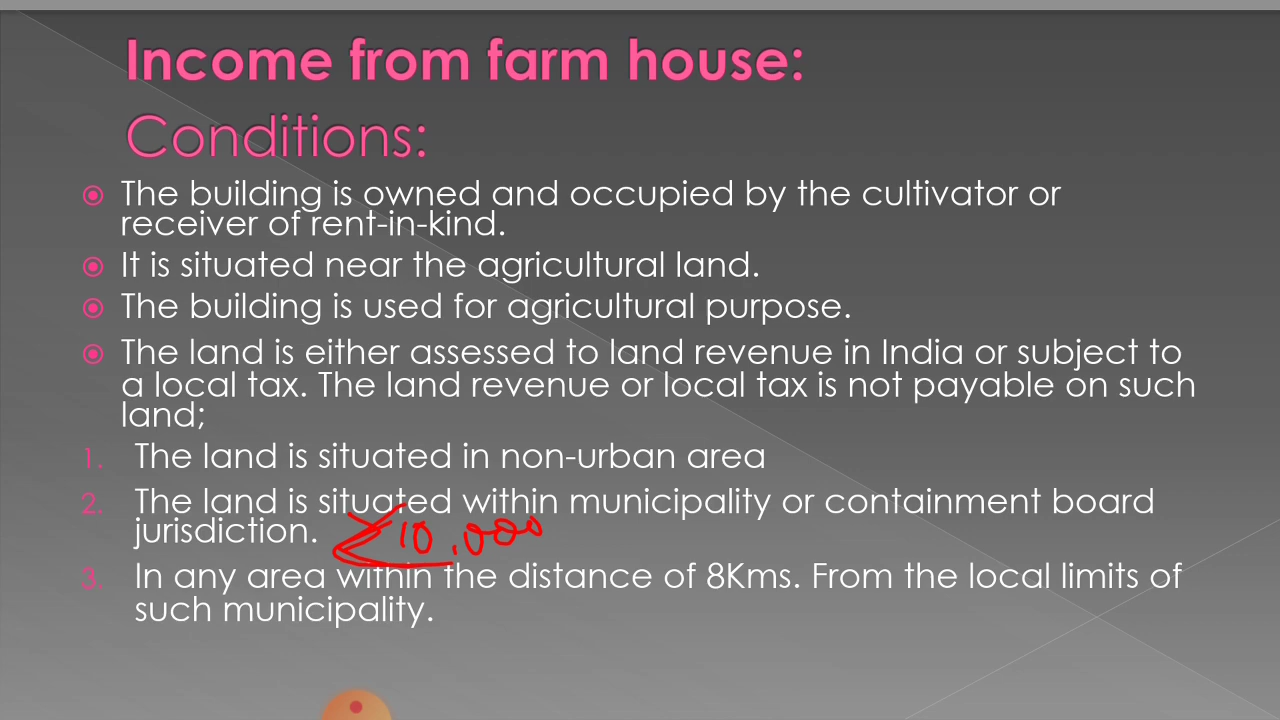 Income from farm house:
Conditions:
The building is owned and occupied by the cultivator or
receiver of rent-in-kind.
It is situated near the agricultural land.
The building is used for agricultural purpose.
The land is either assessed to land revenue in India or subject to
a local tax. The land revenue or local tax is not payable on such
land;
1. The land is situated in non-urban area
2. The land is situated within municipality or containment board
jurisdiction. < 10,000
3. In any area within the distance of 8Kms. From the local limits of
such municipality.